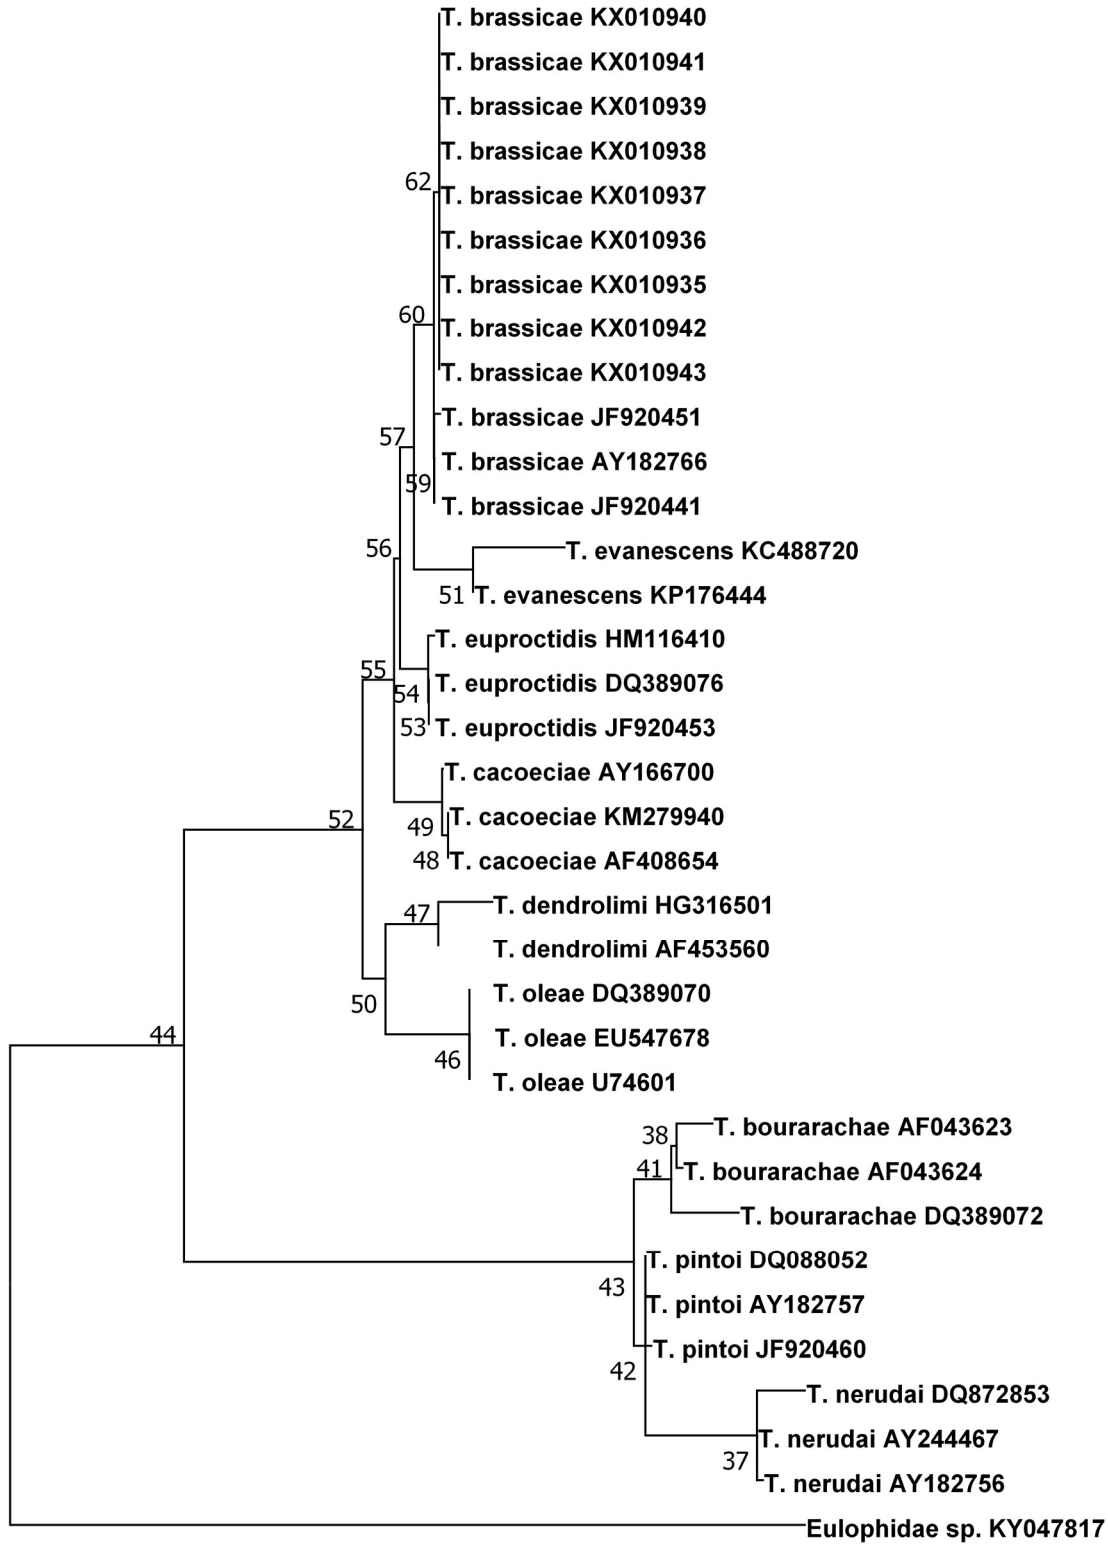 T. brassicae KX010940
T. brassicae KX010941
T. brassicae KX010939
T. brassicae KX010938
62
T. brassicae KX010937
T. brassicae KX010936
T. brassicae KX010935
60
T. brassicae KX010942
T. brassicae KX010943
T. brassicae JF920451
57
T. brassicae AY182766
59
T. brassicae JF920441
56
T. evanescens KC488720
51
T. evanescens KP176444
T. euproctidis HM116410
55
T. euproctidis DQ389076
54
53
T. euproctidis JF920453
T. cacoeciae AY166700
52
T. cacoeciae KM279940
49
48
T. cacoeciae AF408654
T. dendrolimi HG316501
47
T. dendrolimi AF453560
T. oleae DQ389070
50
44
T. oleae EU547678
46
T. oleae U74601
T. bourarachae AF043623
38
41
T. bourarachae AF043624
T. bourarachae DQ389072
T. pintoi DQ088052
43
T. pintoi AY182757
T. pintoi JF920460
42
T. nerudai DQ872853
T. nerudai AY244467
37
T. nerudai AY182756
Eulophidae sp. KY047817